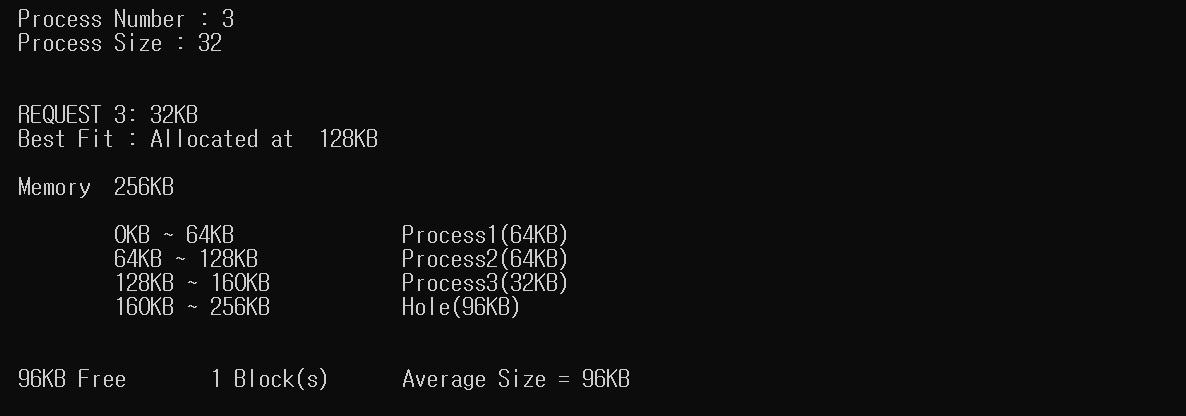 Process Number : 3
Process Size : 32
REQUEST 3: 32KB
Best Fit : Allocated at  128KB
Memory  256KB
0KB ~ 64KB Process1(64KB)
64KB ~ 128KB Process2(64KB)
128KB ~ 160KB Process3(32KB)
160KB ~ 256KB Hole(96KB)
96KB Free 1 Block(s) Average Size = 96KB